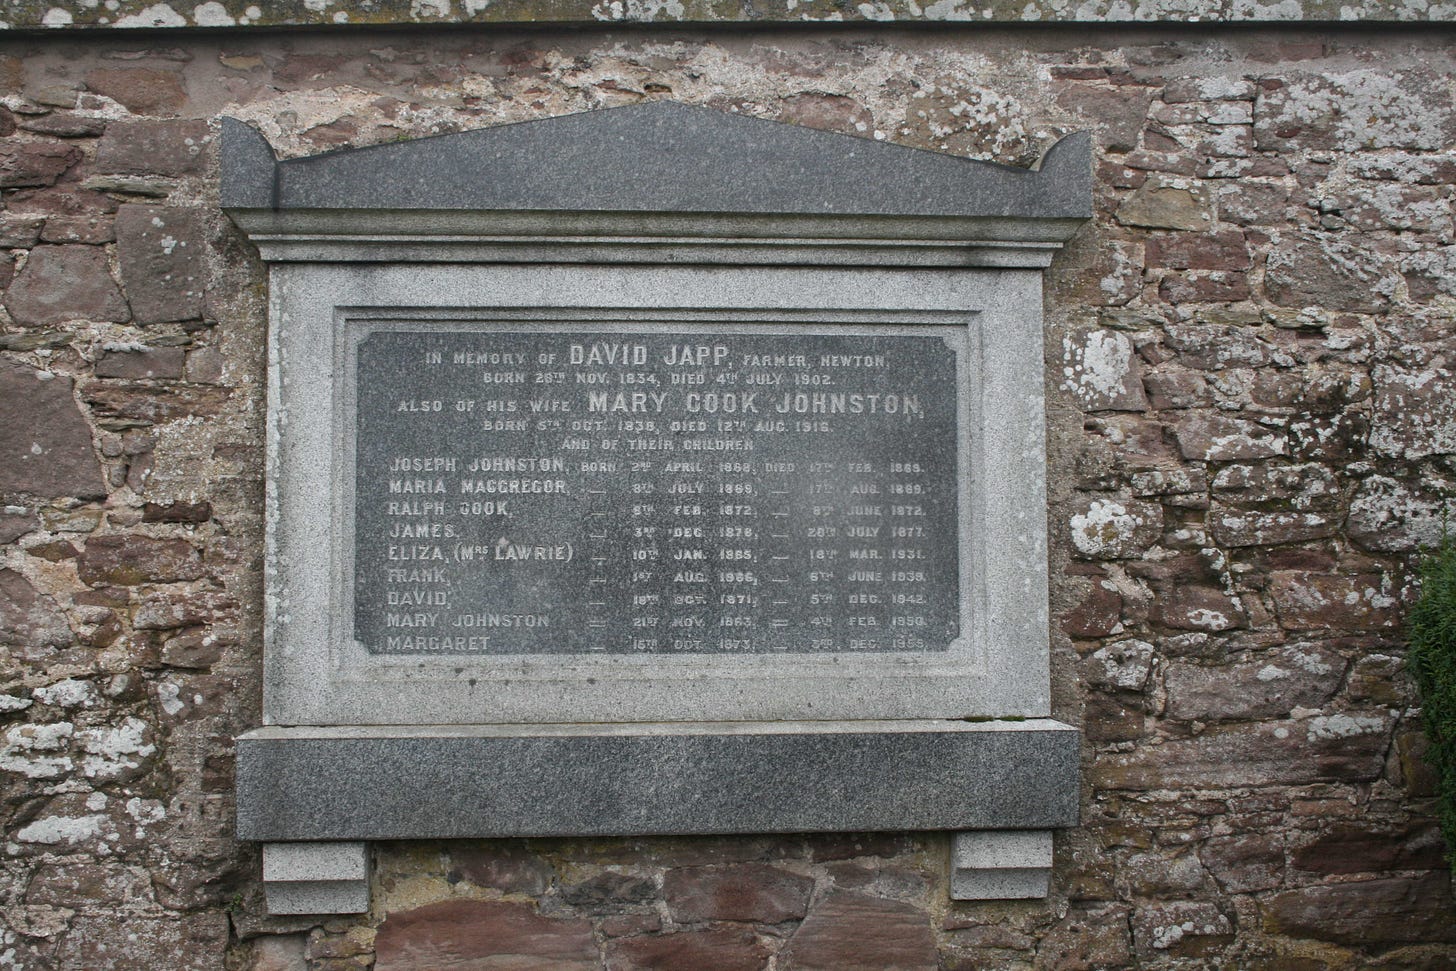 IN MEMORY OF DAVID JAPP, FARMER, NEWTON,
BORN 28TH NOV. 1834, DIED 4TH JULY 1902.
ALSO OF HIS WIFE MARY COOK JOHNSTON,
BORN 5TH OCT. 1838, DIED 12TH AUG. 1916.
AND OF THEIR CHILDREN
JOSEPH JOHNSTON, BORN 2ND APRIL 1868, DIED 17TH FEB. 1869.
MARIA MACGREGOR, — 8TH JULY 1869, — 17TH AUG. 1869.
RALPH COOK, — 6TH FEB. 1872, — 8TH JUNE 1872.
JAMES, — 3RD DEC. 1876, — JULY 1877.
ELIZA, (MRS LAWRIE) — 10TH JAN. 1865, — 18TH MAR. 1931.
FRANK, — 1ST AUG. 1866, — 6TH JUNE 1939.
DAVID, — OCT. 1871, — 5TH DEC. 1942.
MARY JOHNSTON — 21ST NOV. 1863, — 4TH FEB. 1950.
MARGARET — 15TH OCT. 1873, — 3RD DEC.